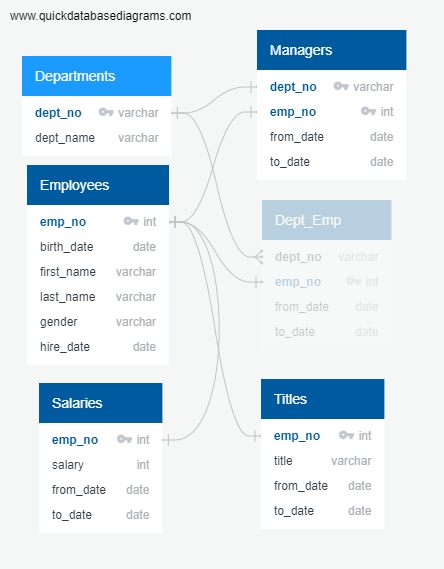 www.quickdatabasediagrams.com
Departments
dept_no varchar
dept_name varchar
Managers
dept_no varchar
emp_no int
from_date date
to_date date
Employees
emp_no int
birth_date date
first_name varchar
last_name varchar
gender varchar
hire_date date
Dept_Emp
dept_no varchar
emp_no int
from_date date
to_date date
Salaries
emp_no int
salary int
from_date date
to_date date
Titles
emp_no int
title varchar
from_date date
to_date date